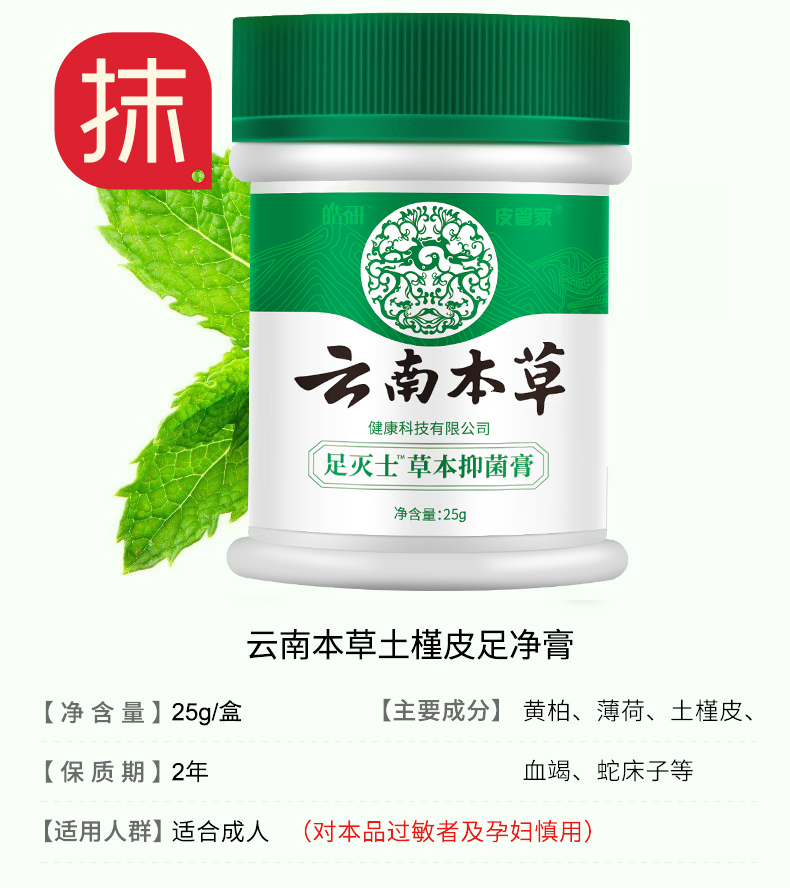 抹
皓研 皮管家
云南本草
健康科技有限公司
足灭士™草本抑菌膏
净含量:25g
云南本草土槿皮足净膏
【净含量】25g/盒 【主要成分】 黄柏、薄荷、土槿皮、
【保质期】2年 血竭、蛇床子等
【适用人群】适合成人 （对本品过敏者及孕妇慎用）